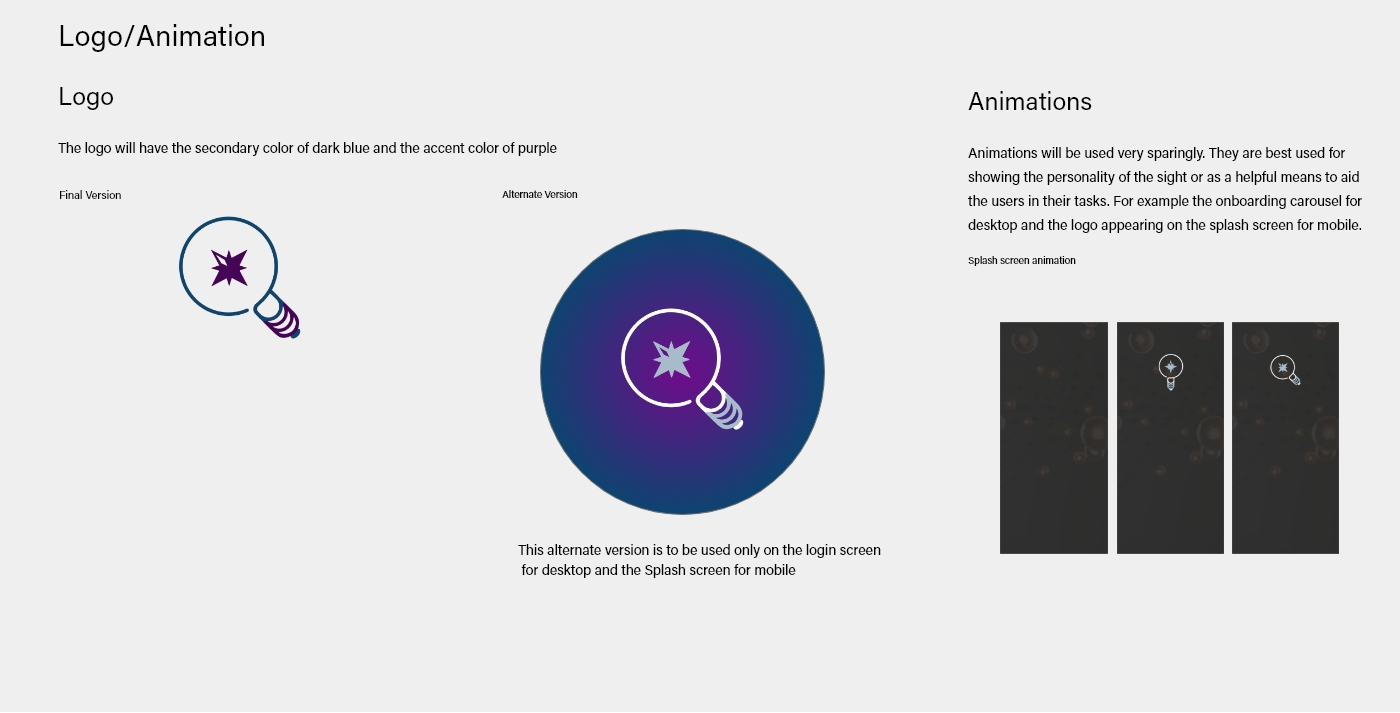 Logo/Animation
Logo
The logo will have the secondary color of dark blue and the accent color of purple
Final Version
Alternate Version
This alternate version is to be used only on the login screen
for desktop and the Splash screen for mobile
Animations
Animations will be used very sparingly. They are best used for
showing the personality of the sight or as a helpful means to aid
the users in their tasks. For example the onboarding carousel for
desktop and the logo appearing on the splash screen for mobile.
Splash screen animation